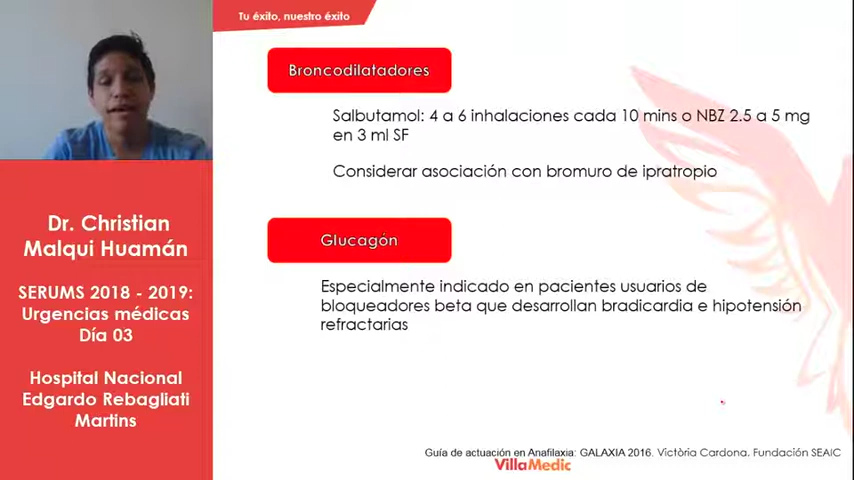 Tu éxito, nuestro éxito
Broncodilatadores
Salbutamol: 4 a 6 inhalaciones cada 10 mins o NBZ 2.5 a 5 mg
en 3 ml SF
Considerar asociación con bromuro de ipratropio
Glucagón
Especialmente indicado en pacientes usuarios de
bloqueadores beta que desarrollan bradicardia e hipotensión
refractarias
Dr. Christian
Malqui Huamán
SERUMS 2018 - 2019:
Urgencias médicas
Día 03
Hospital Nacional
Edgardo Rebagliati
Martins
Guía de actuación en Anafilaxia: GALAXIA 2016. Victòria Cardona. Fundación SEAIC
VillaMedic